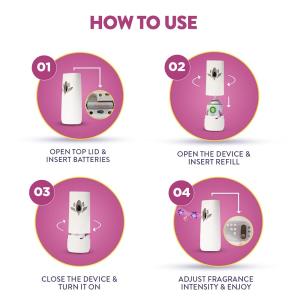 HOW TO USE
01
OPEN TOP LID &
INSERT BATTERIES
02
OPEN THE DEVICE &
INSERT REFILL
03
CLOSE THE DEVICE &
TURN IT ON
04
ADJUST FRAGRANCE
INTENSITY & ENJOY